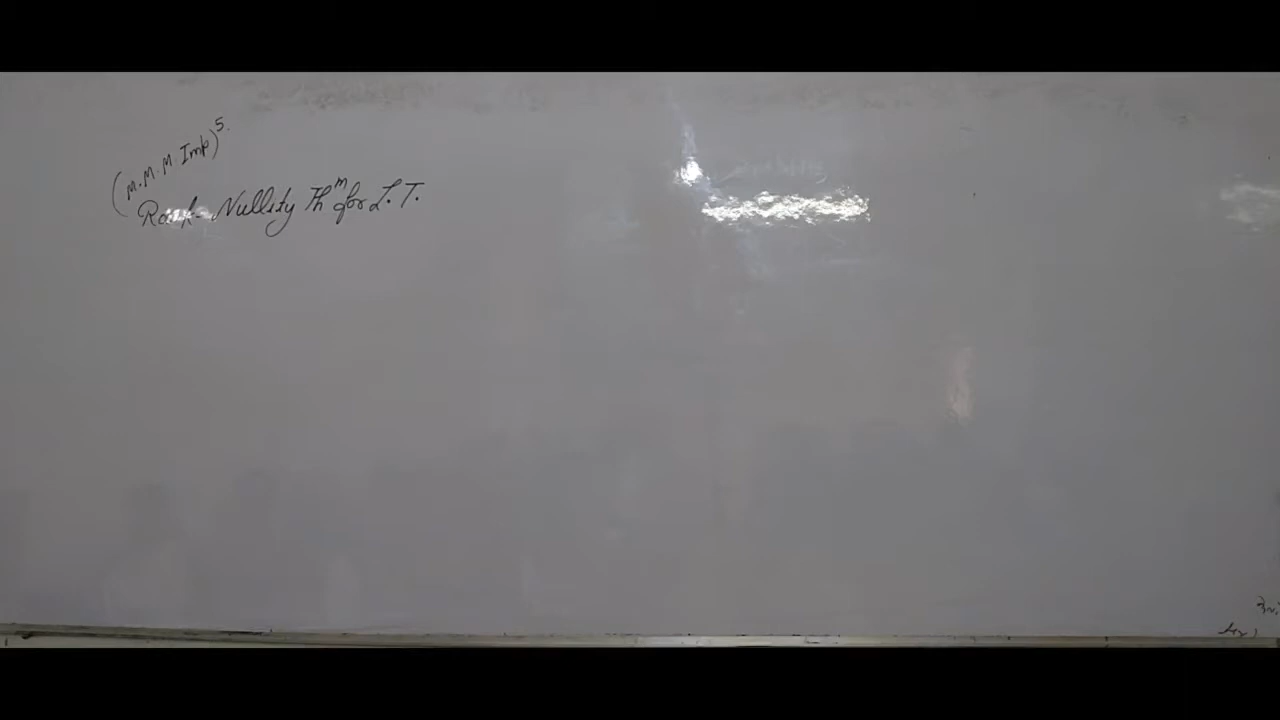 (M. M. M. Imp)⁵.
Rank-Nullity Thᵐ for L.T.